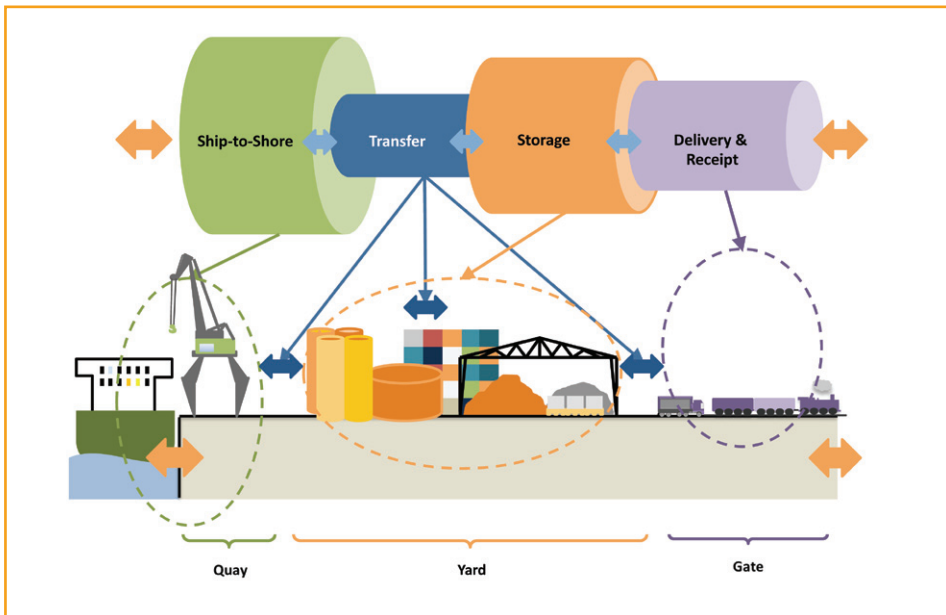 Ship-to-Shore
Transfer
Storage
Delivery &
Receipt
Quay
Yard
Gate